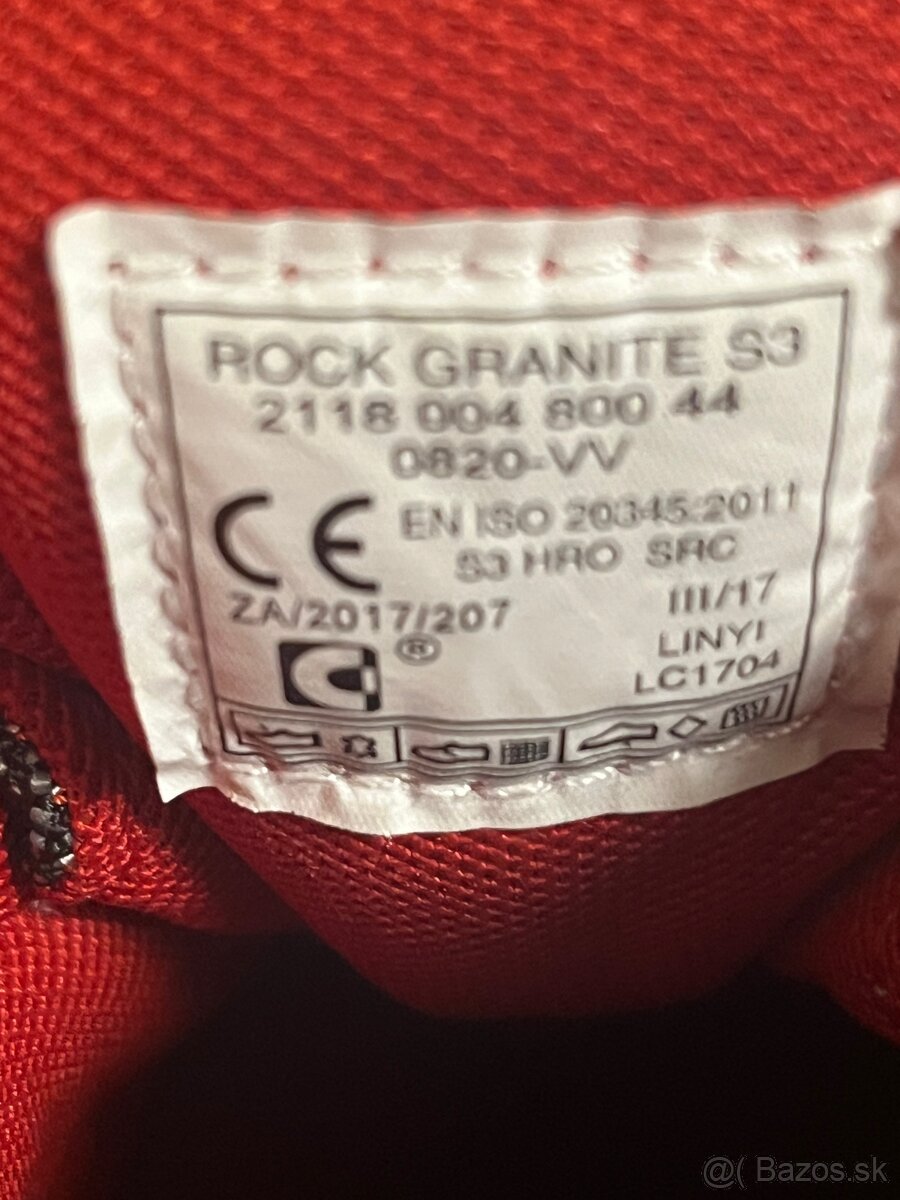 ROCK GRANITE S3
2118 004 800 44
0820-VV
CE EN ISO 20345:2011
S3 HRO SRC
ZA/2017/207 III/17
® LINYI
LC1704
@( Bazos.sk